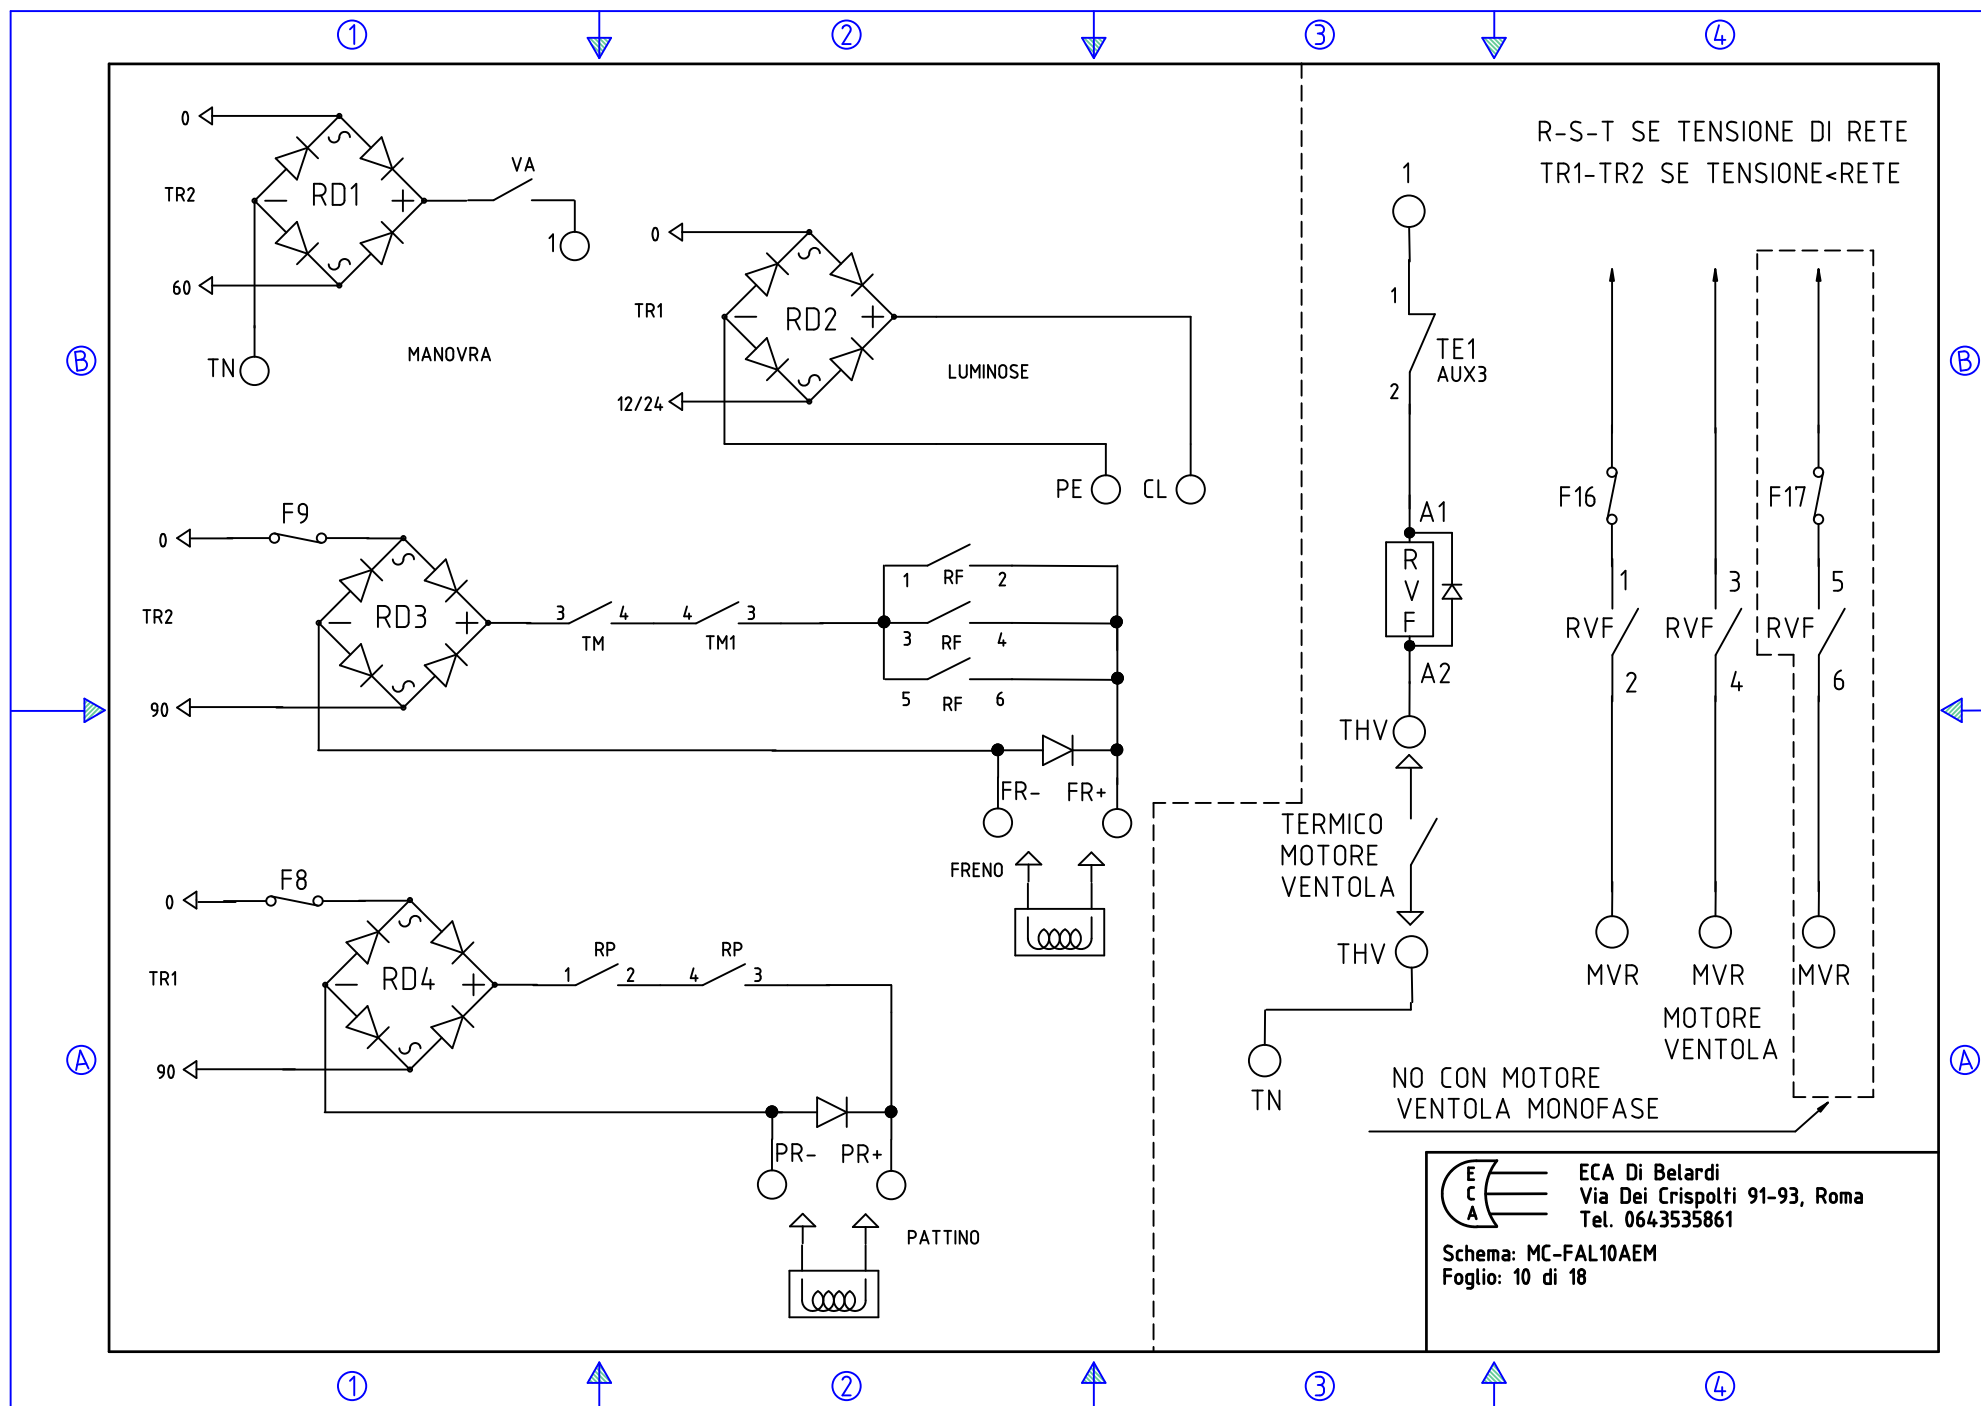 1 2 3 4
0
TR2
RD1
VA
1
60
TN
MANOVRA
0
TR1
RD2
LUMINOSE
12/24
PE CL
F9
0
TR2
RD3
3 4
TM
4 3
TM1
1 RF 2
3 RF 4
5 RF 6
90
FR- FR+
FRENO
F8
0
TR1
RD4
RP
1 2
RP
4 3
90
PR- PR+
PATTINO
1
1
TE1
AUX3
2
A1
R
V
F
A2
THV
TERMICO
MOTORE
VENTOLA
THV
TN
R-S-T SE TENSIONE DI RETE
TR1-TR2 SE TENSIONE<RETE
F16 F17
1 3 5
RVF RVF RVF
2 4 6
MVR MVR MVR
MOTORE
VENTOLA
NO CON MOTORE
VENTOLA MONOFASE
B B
A A
E
C
A
ECA Di Belardi
Via Dei Crispolti 91-93, Roma
Tel. 0643535861
Schema: MC-FAL10AEM
Foglio: 10 di 18
1 2 3 4